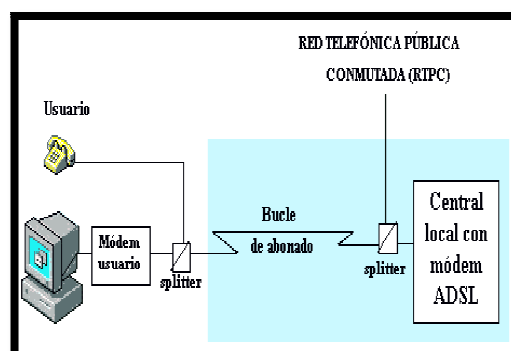 RED TELEFÓNICA PÚBLICA
CONMUTADA (RTPC)
Usuario
Módem
usuario
splitter
Bucle
de abonado
splitter
Central
local con
módem
ADSL